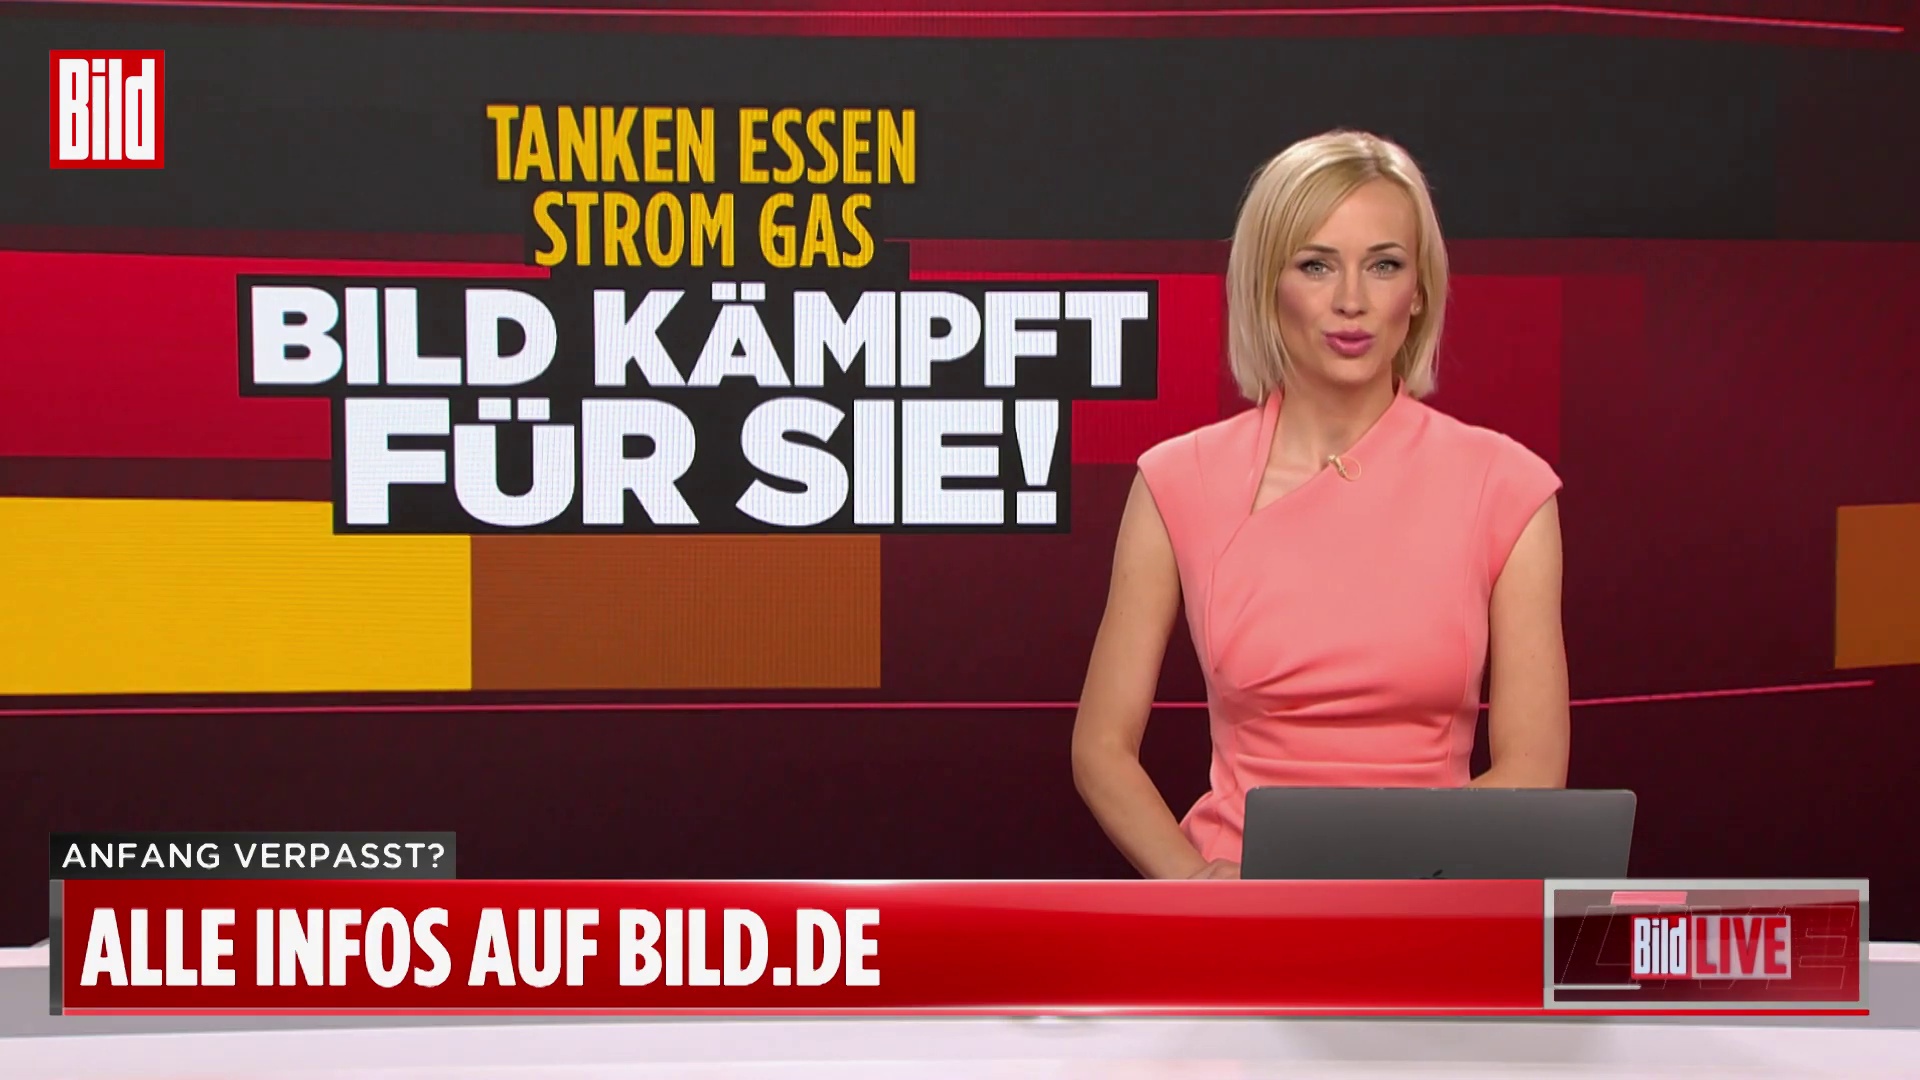 Bild
TANKEN ESSEN
STROM GAS
BILD KÄMPFT
FÜR SIE!
ANFANG VERPASST?
ALLE INFOS AUF BILD.DE
Bild LIVE